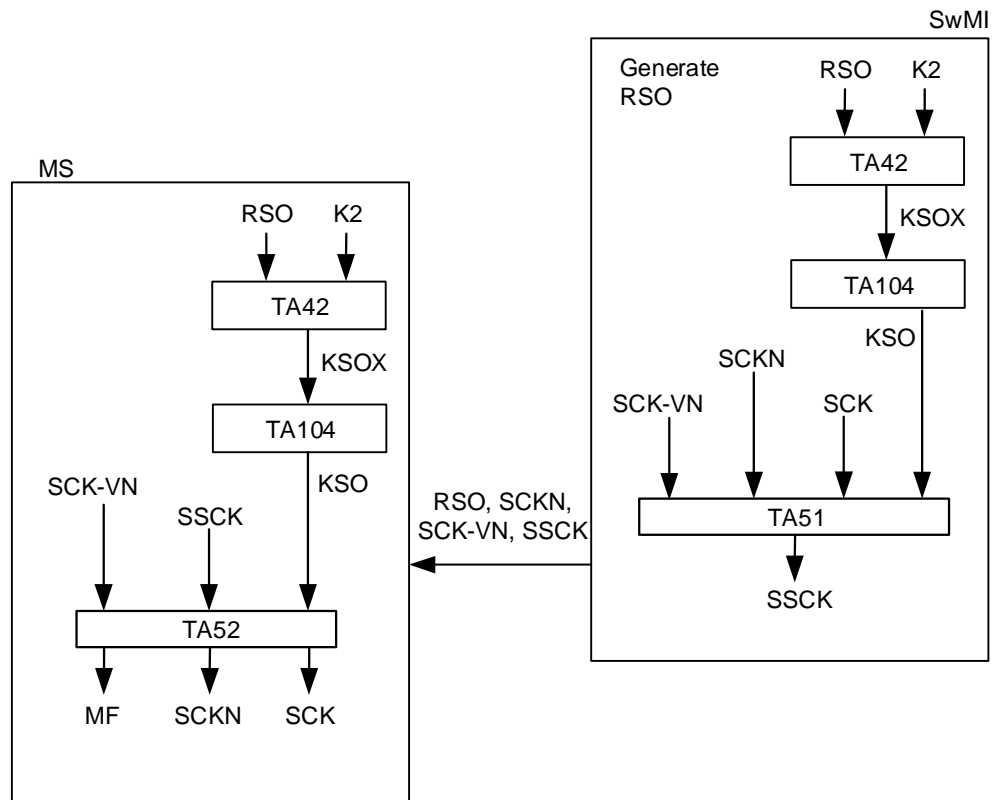 SwMI
Generate
RSO
RSO
K2
TA42
KSOX
TA104
KSO
SCKN
SCK-VN
SCK
TA51
SSCK
MS
RSO
K2
TA42
KSOX
TA104
KSO
SCK-VN
SSCK
TA52
MF
SCKN
SCK
RSO, SCKN,
SCK-VN, SSCK